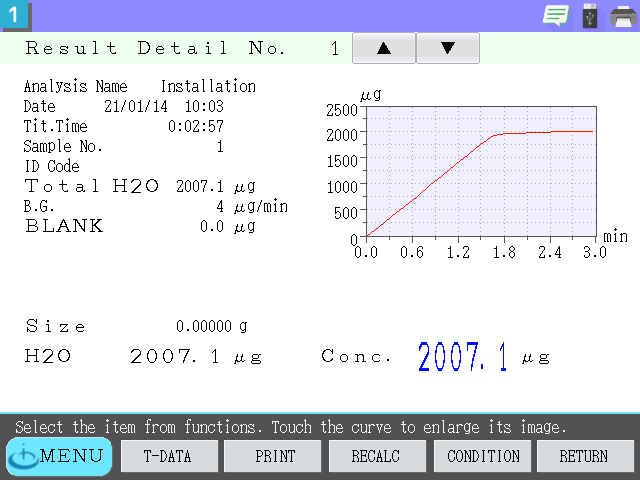 1
Result Detail No. 1 ▲ ▼
Analysis Name Installation
Date 21/01/14 10:03
Tit.Time 0:02:57
Sample No. 1
ID Code
Total H2O 2007.1 μg
B.G. 4 μg/min
BLANK 0.0 μg
μg
2500
2000
1500
1000
500
0
0.0 0.6 1.2 1.8 2.4 3.0
min
Size 0.00000 g
H2O 2007.1 μg Conc. 2007.1 μg
Select the item from functions. Touch the curve to enlarge its image.
MENU T-DATA PRINT RECALC CONDITION RETURN